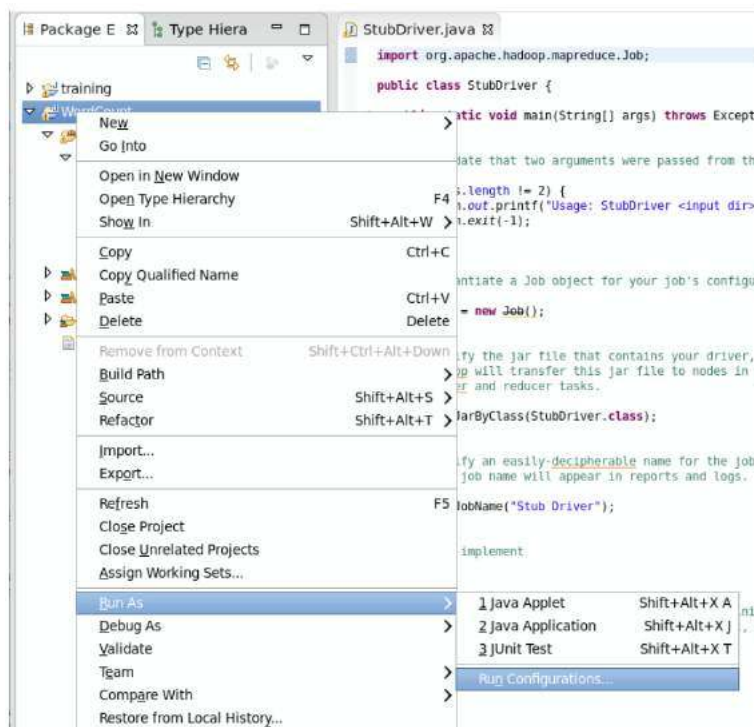 Package E
Type Hiera
StubDriver.java
import org.apache.hadoop.mapreduce.Job;
public class StubDriver {
training
WordCount
atic void main(String[] args) throws Except
date that two arguments were passed from th
s.length != 2) {
.out.printf("Usage: StubDriver <input dir>
.exit(-1);
antiate a Job object for your job's configu
= new Job();
ify the jar file that contains your driver,
op will transfer this jar file to nodes in
er and reducer tasks.
JarByClass(StubDriver.class);
ify an easily-decipherable name for the job
job name will appear in reports and logs.
JobName("Stub Driver");
implement
New
Go Into
Open in New Window
Open Type Hierarchy F4
Show In Shift+Alt+W
Copy Ctrl+C
Copy Qualified Name
Paste Ctrl+V
Delete Delete
Remove from Context Shift+Ctrl+Alt+Down
Build Path
Source Shift+Alt+S
Refactor Shift+Alt+T
Import...
Export...
Refresh F5
Close Project
Close Unrelated Projects
Assign Working Sets...
Run As
Debug As
Validate
Team
Compare With
Restore from Local History...
1 Java Applet Shift+Alt+X A
2 Java Application Shift+Alt+X J
3 JUnit Test Shift+Alt+X T
Run Configurations...